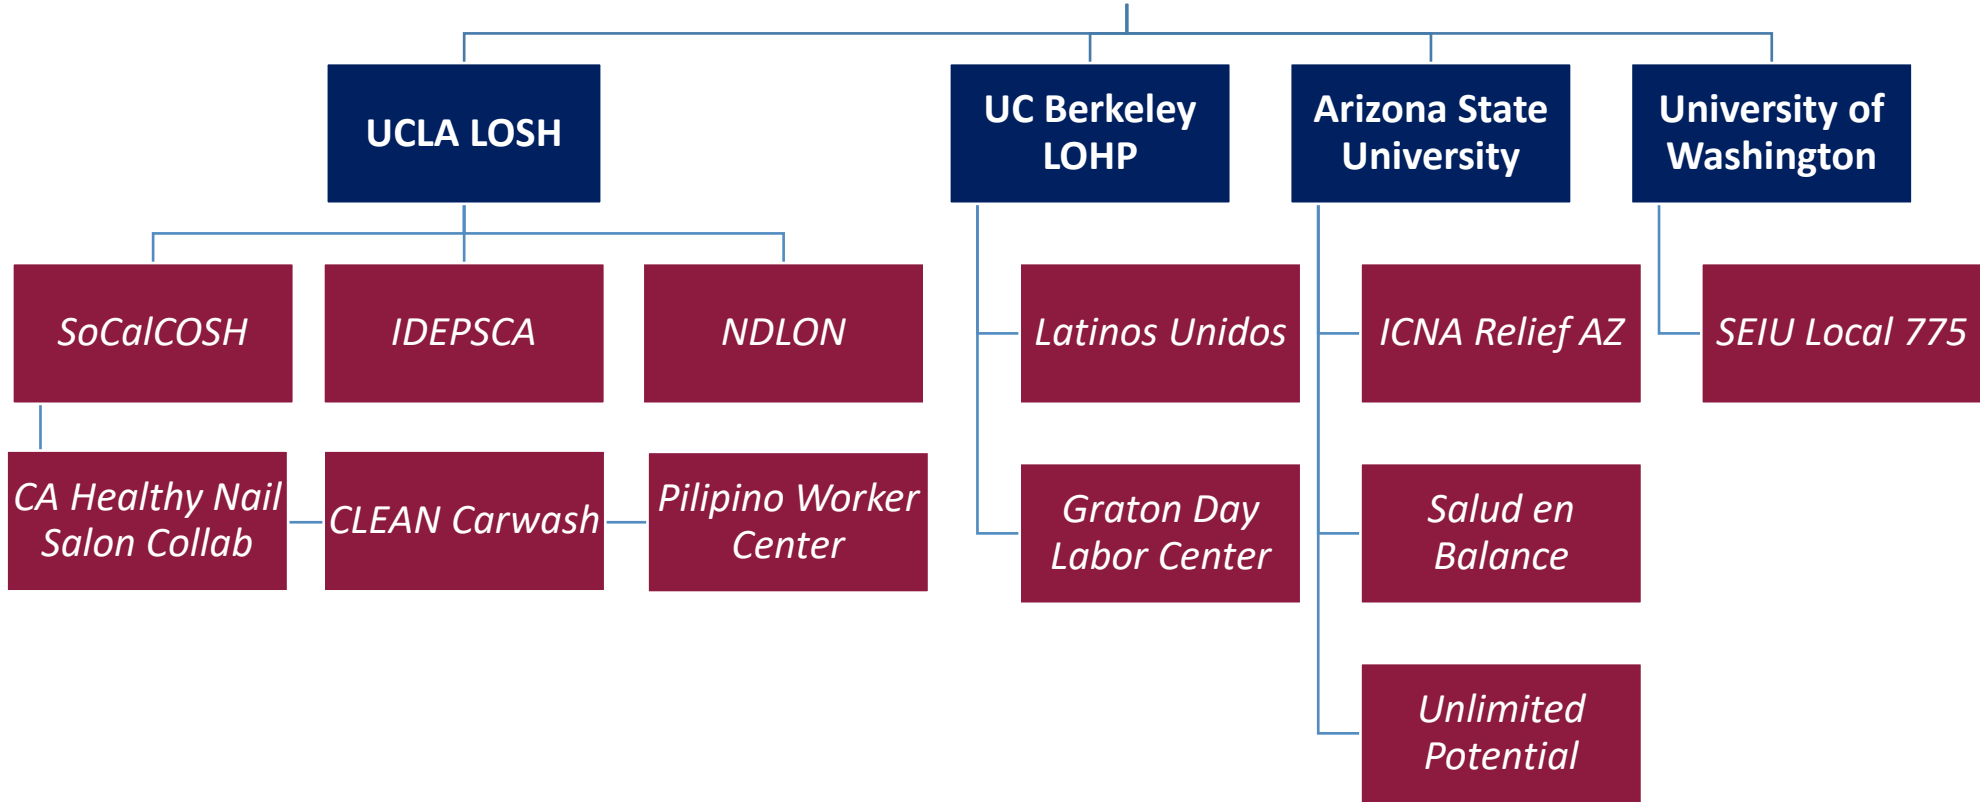 UCLA LOSH
UC Berkeley
LOHP
Arizona State
University
University of
Washington
SoCalCOSH
IDEPSCA
NDLON
Latinos Unidos
ICNA Relief AZ
SEIU Local 775
CA Healthy Nail
Salon Collab
CLEAN Carwash
Pilipino Worker
Center
Graton Day
Labor Center
Salud en
Balance
Unlimited
Potential